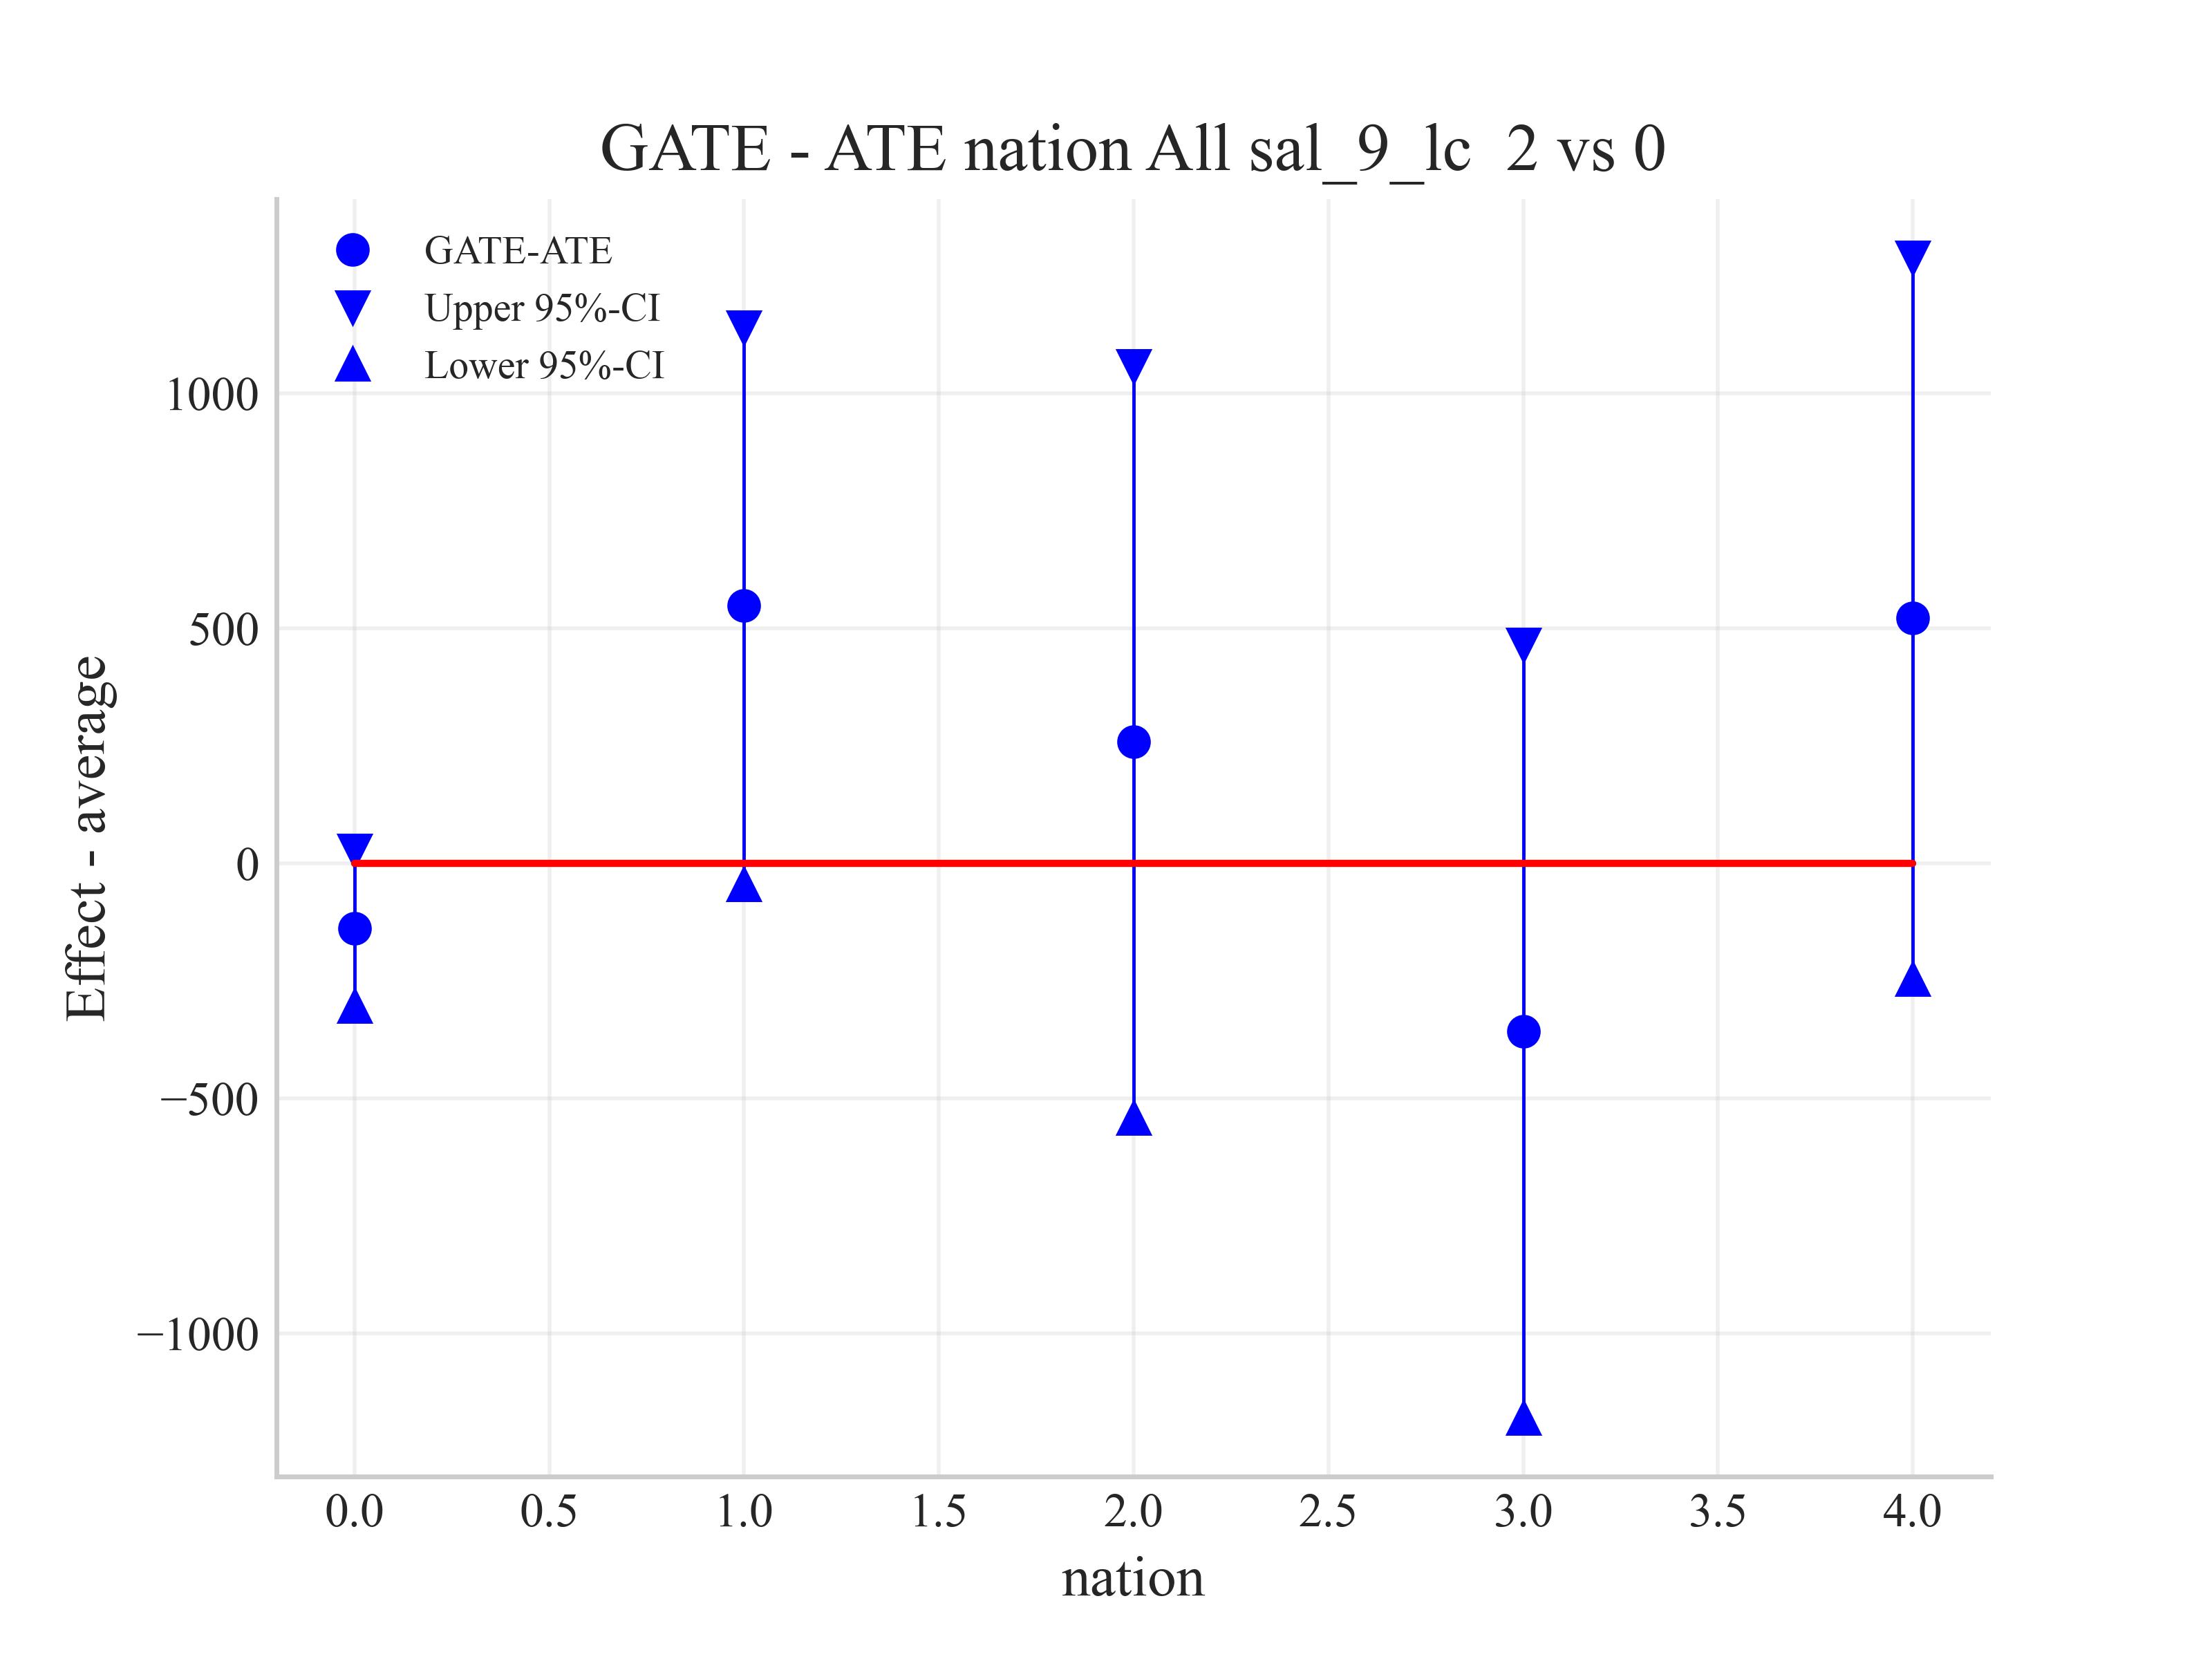 GATE - ATE nation All sal_9_lc 2 vs 0
GATE-ATE
Upper 95%-CI
Lower 95%-CI
Effect - average
1000
500
0
−500
−1000
0.0 0.5 1.0 1.5 2.0 2.5 3.0 3.5 4.0
nation